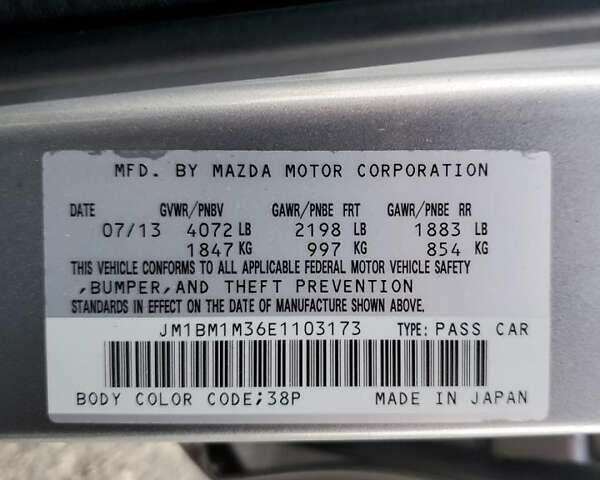 MFD. BY MAZDA MOTOR CORPORATION
DATE GVWR/PNBV GAWR/PNBE FRT GAWR/PNBE RR
07/13 4072 LB 2198 LB 1883 LB
1847 KG 997 KG 854 KG
THIS VEHICLE CONFORMS TO ALL APPLICABLE FEDERAL MOTOR VEHICLE SAFETY
,BUMPER,AND THEFT PREVENTION
STANDARDS IN EFFECT ON THE DATE OF MANUFACTURE SHOWN ABOVE.
JM1BM1M36E1103173 TYPE: PASS CAR
BODY COLOR CODE;38P MADE IN JAPAN